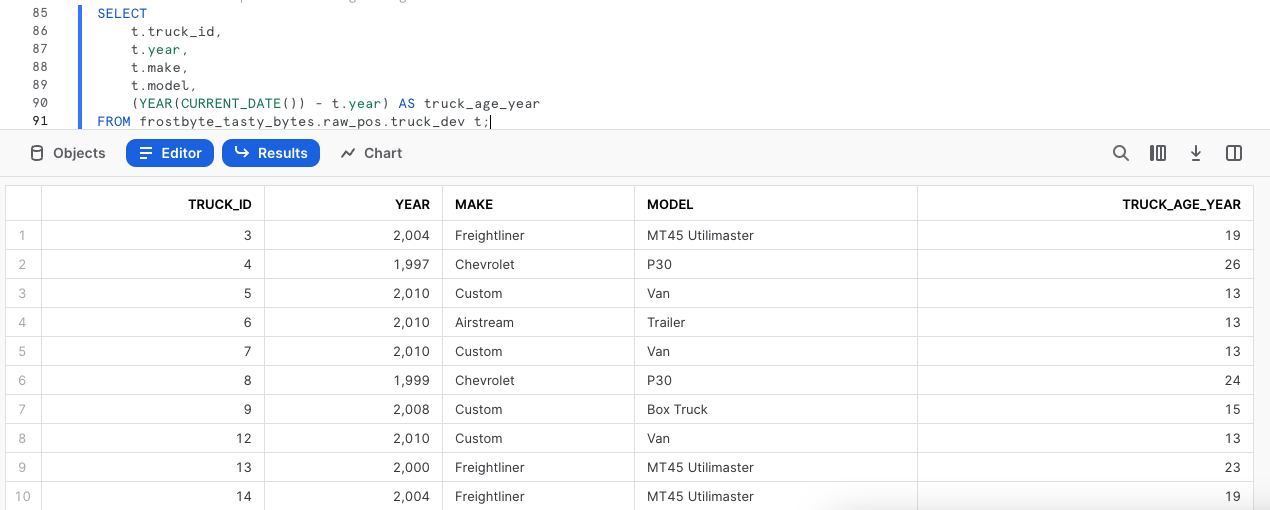 85 SELECT
86 t.truck_id,
87 t.year,
88 t.make,
89 t.model,
90 (YEAR(CURRENT_DATE()) - t.year) AS truck_age_year
91 FROM frostbyte_tasty_bytes.raw_pos.truck_dev t;
Objects Editor Results Chart
TRUCK_ID YEAR MAKE MODEL TRUCK_AGE_YEAR
1 3 2,004 Freightliner MT45 Utilimaster 19
2 4 1,997 Chevrolet P30 26
3 5 2,010 Custom Van 13
4 6 2,010 Airstream Trailer 13
5 7 2,010 Custom Van 13
6 8 1,999 Chevrolet P30 24
7 9 2,008 Custom Box Truck 15
8 12 2,010 Custom Van 13
9 13 2,000 Freightliner MT45 Utilimaster 23
10 14 2,004 Freightliner MT45 Utilimaster 19